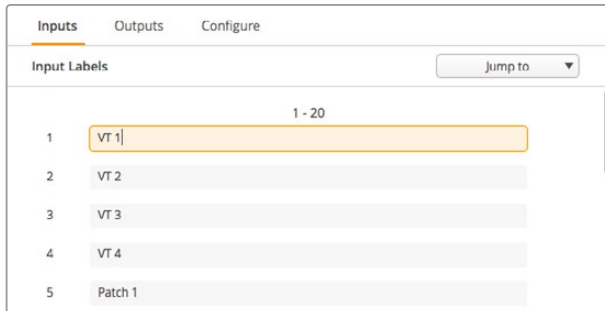 Inputs Outputs Configure
Input Labels Jump to
1 - 20
1 VT 1
2 VT 2
3 VT 3
4 VT 4
5 Patch 1